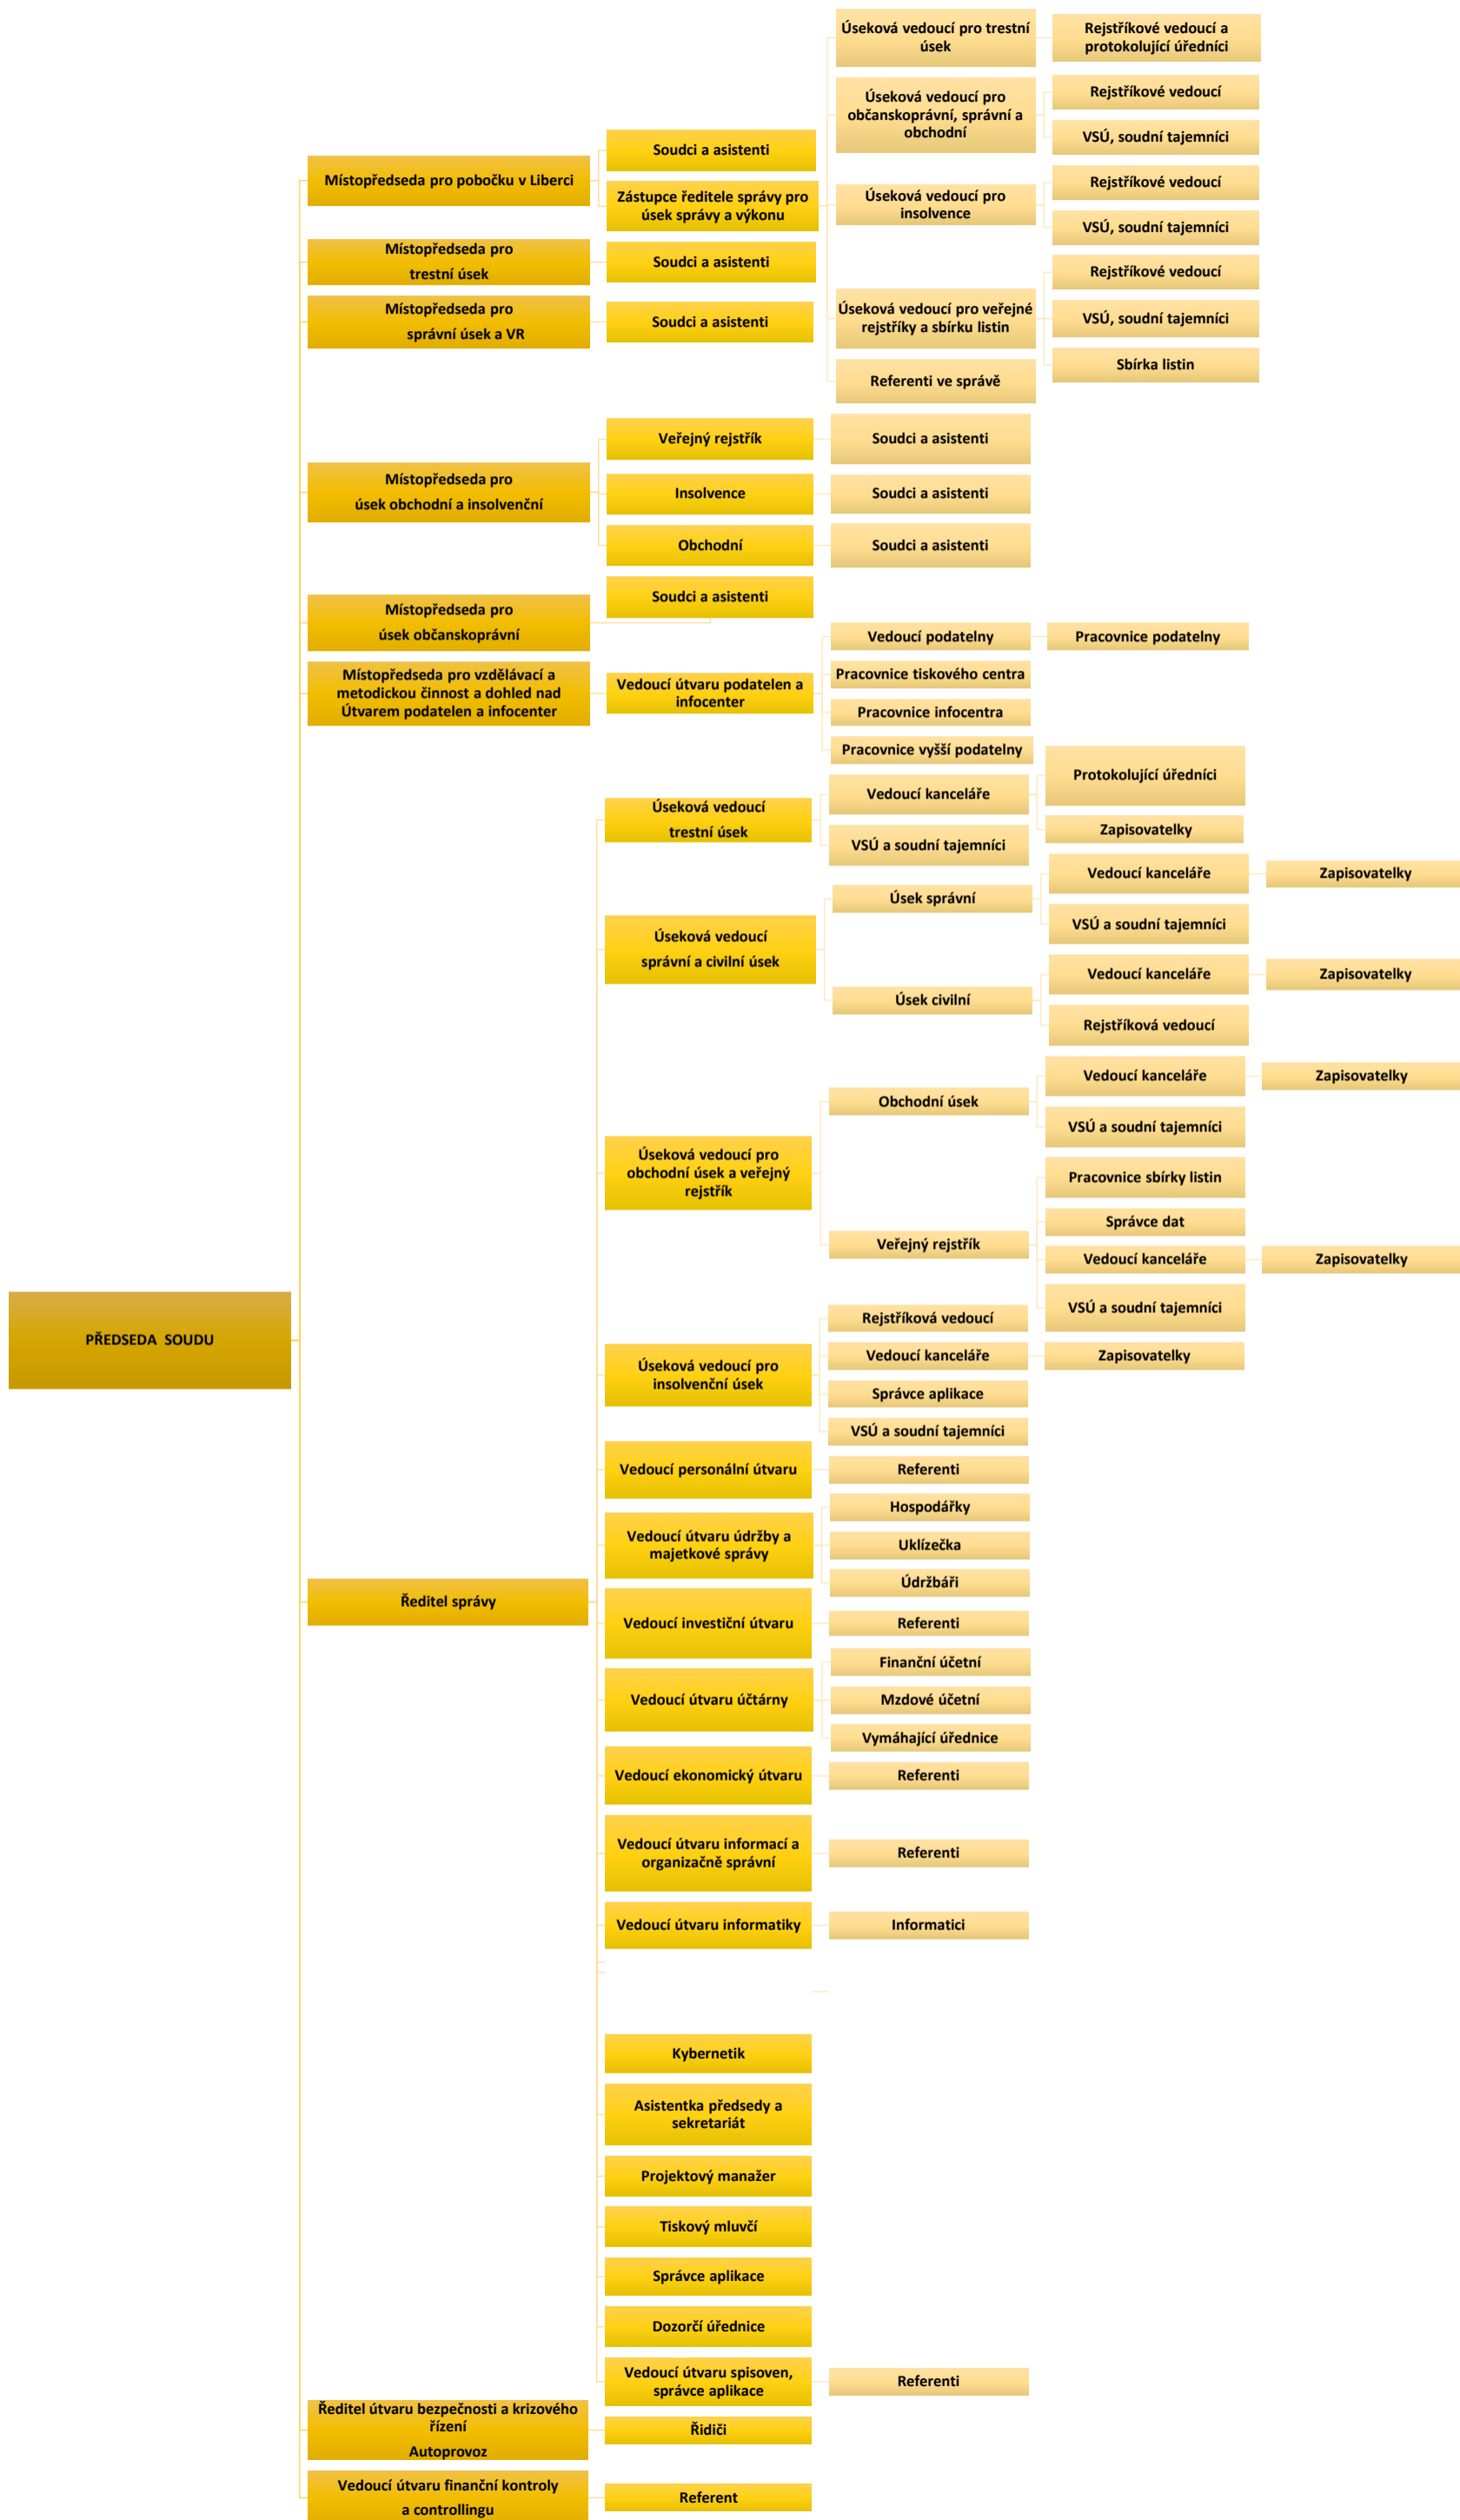 PŘEDSEDA  SOUDU
Místopředseda pro pobočku v Liberci
Soudci a asistenti
Zástupce ředitele správy pro
úsek správy a výkonu
Úseková vedoucí pro trestní
úsek
Rejstříkové vedoucí a
protokolující úředníci
Úseková vedoucí pro
občanskoprávní, správní a
obchodní
Rejstříkové vedoucí
VSÚ, soudní tajemníci
Úseková vedoucí pro
insolvence
Rejstříkové vedoucí
VSÚ, soudní tajemníci
Úseková vedoucí pro veřejné
rejstříky a sbírku listin
Rejstříkové vedoucí
VSÚ, soudní tajemníci
Sbírka listin
Referenti ve správě
Místopředseda pro
trestní úsek
Soudci a asistenti
Místopředseda pro
správní úsek a VR
Soudci a asistenti
Místopředseda pro
úsek obchodní a insolvenční
Veřejný rejstřík
Soudci a asistenti
Insolvence
Soudci a asistenti
Obchodní
Soudci a asistenti
Místopředseda pro
úsek občanskoprávní
Soudci a asistenti
Místopředseda pro vzdělávací a
metodickou činnost a dohled nad
Útvarem podatelen a infocenter
Vedoucí útvaru podatelen a
infocenter
Vedoucí podatelny
Pracovnice podatelny
Pracovnice tiskového centra
Pracovnice infocentra
Pracovnice vyšší podatelny
Ředitel správy
Úseková vedoucí
trestní úsek
Vedoucí kanceláře
Protokolující úředníci
Zapisovatelky
VSÚ a soudní tajemníci
Úseková vedoucí
správní a civilní úsek
Úsek správní
Vedoucí kanceláře
Zapisovatelky
VSÚ a soudní tajemníci
Úsek civilní
Vedoucí kanceláře
Zapisovatelky
Rejstříková vedoucí
Úseková vedoucí pro
obchodní úsek a veřejný
rejstřík
Obchodní úsek
Vedoucí kanceláře
Zapisovatelky
VSÚ a soudní tajemníci
Veřejný rejstřík
Pracovnice sbírky listin
Správce dat
Vedoucí kanceláře
Zapisovatelky
VSÚ a soudní tajemníci
Úseková vedoucí pro
insolvenční úsek
Rejstříková vedoucí
Vedoucí kanceláře
Zapisovatelky
Správce aplikace
VSÚ a soudní tajemníci
Vedoucí personální útvaru
Referenti
Vedoucí útvaru údržby a
majetkové správy
Hospodářky
Uklízečka
Údržbáři
Vedoucí investiční útvaru
Referenti
Vedoucí útvaru účtárny
Finanční účetní
Mzdové účetní
Vymáhající úřednice
Vedoucí ekonomický útvaru
Referenti
Vedoucí útvaru informací a
organizačně správní
Referenti
Vedoucí útvaru informatiky
Informatici
Kybernetik
Asistentka předsedy a
sekretariát
Projektový manažer
Tiskový mluvčí
Správce aplikace
Dozorčí úřednice
Vedoucí útvaru spisoven,
správce aplikace
Referenti
Ředitel útvaru bezpečnosti a krizového
řízení
Autoprovoz
Řidiči
Vedoucí útvaru finanční kontroly
a controllingu
Referent